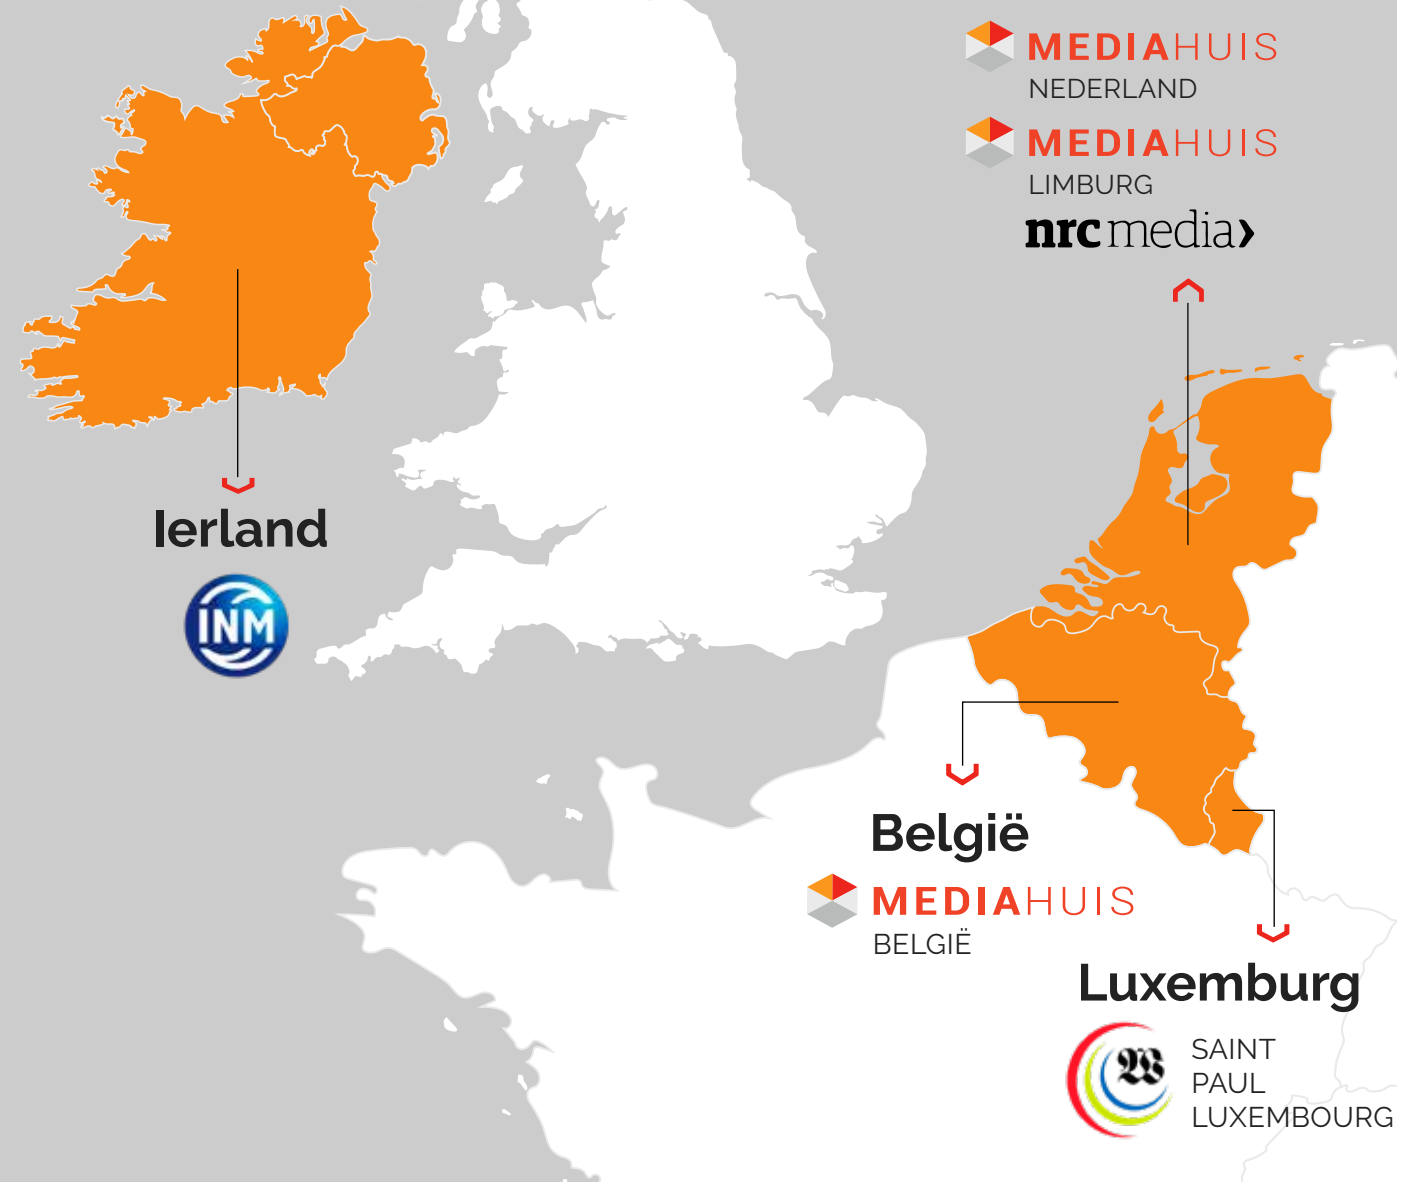 MEDIAHUIS
NEDERLAND
MEDIAHUIS
LIMBURG
nrc media›
Ierland
INM
België
MEDIAHUIS
BELGIË
Luxemburg
W
SAINT
PAUL
LUXEMBOURG